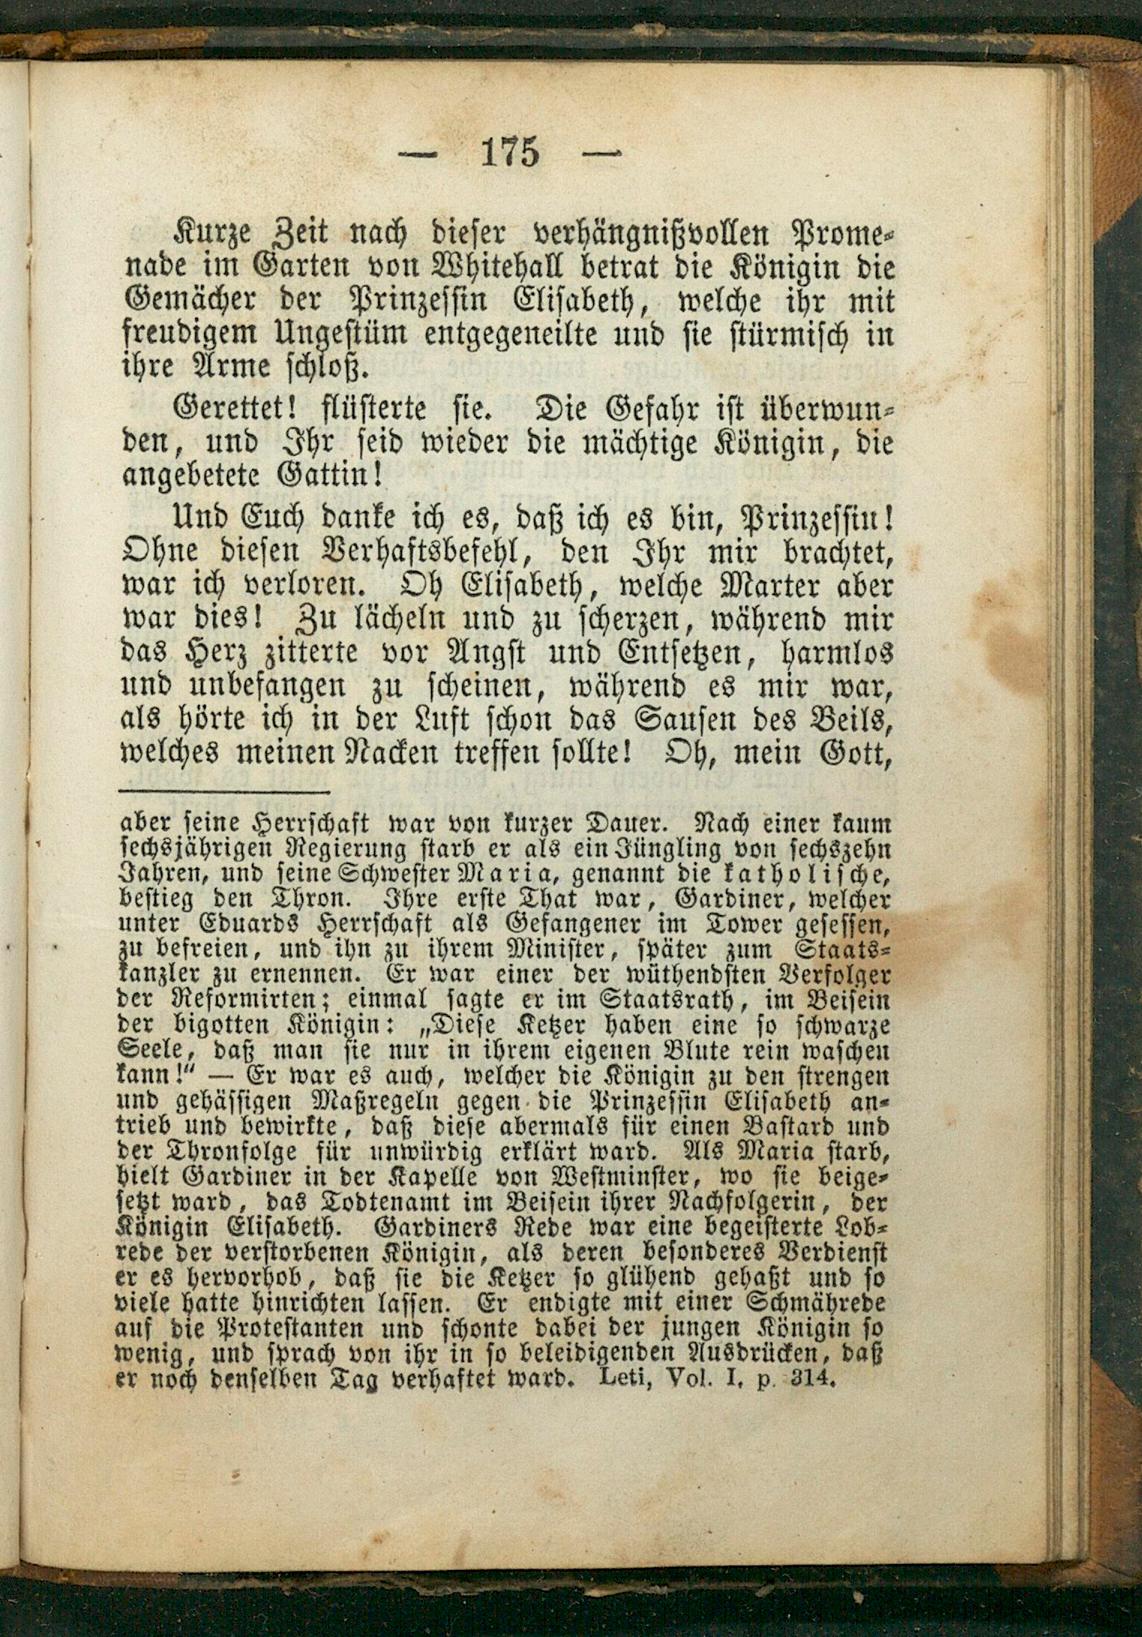 — 175 —
Kurze Zeit nach dieser verhängnißvollen Prome-
nade im Garten von Whitehall betrat die Königin die
Gemächer der Prinzessin Elisabeth, welche ihr mit
freudigem Ungestüm entgegeneilte und sie stürmisch in
ihre Arme schloß.
Gerettet! flüsterte sie. Die Gefahr ist überwun-
den, und Ihr seid wieder die mächtige Königin, die
angebetete Gattin!
Und Euch danke ich es, daß ich es bin, Prinzessin!
Ohne diesen Verhaftsbefehl, den Ihr mir brachtet,
war ich verloren. Oh Elisabeth, welche Marter aber
war dies! Zu lächeln und zu scherzen, während mir
das Herz zitterte vor Angst und Entsetzen, harmlos
und unbefangen zu scheinen, während es mir war,
als hörte ich in der Luft schon das Sausen des Beils,
welches meinen Nacken treffen sollte! Oh, mein Gott,
aber seine Herrschaft war von kurzer Dauer. Nach einer kaum
sechsjährigen Regierung starb er als ein Jüngling von sechszehn
Jahren, und seine Schwester Maria, genannt die katholische,
bestieg den Thron. Ihre erste That war, Gardiner, welcher
unter Eduards Herrschaft als Gefangener im Tower gesessen,
zu befreien, und ihn zu ihrem Minister, später zum Staats-
kanzler zu ernennen. Er war einer der wüthendsten Verfolger
der Reformirten; einmal sagte er im Staatsrath, im Beisein
der bigotten Königin: „Diese Ketzer haben eine so schwarze
Seele, daß man sie nur in ihrem eigenen Blute rein waschen
kann!“ — Er war es auch, welcher die Königin zu den strengen
und gehässigen Maßregeln gegen die Prinzessin Elisabeth an-
trieb und bewirkte, daß diese abermals für einen Bastard und
der Thronfolge für unwürdig erklärt ward. Als Maria starb,
hielt Gardiner in der Kapelle von Westminster, wo sie beige-
setzt ward, das Todtenamt im Beisein ihrer Nachfolgerin, der
Königin Elisabeth. Gardiners Rede war eine begeisterte Lob-
rede der verstorbenen Königin, als deren besonderes Verdienst
er es hervorhob, daß sie die Ketzer so glühend gehaßt und so
viele hatte hinrichten lassen. Er endigte mit einer Schmährede
auf die Protestanten und schonte dabei der jungen Königin so
wenig, und sprach von ihr in so beleidigenden Ausdrücken, daß
er noch denselben Tag verhaftet ward. Leti, Vol. I. p. 314.